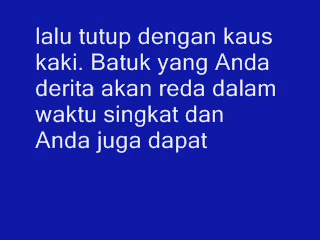 lalu tutup dengan kaus
kaki. Batuk yang Anda
derita akan reda dalam
waktu singkat dan
Anda juga dapat